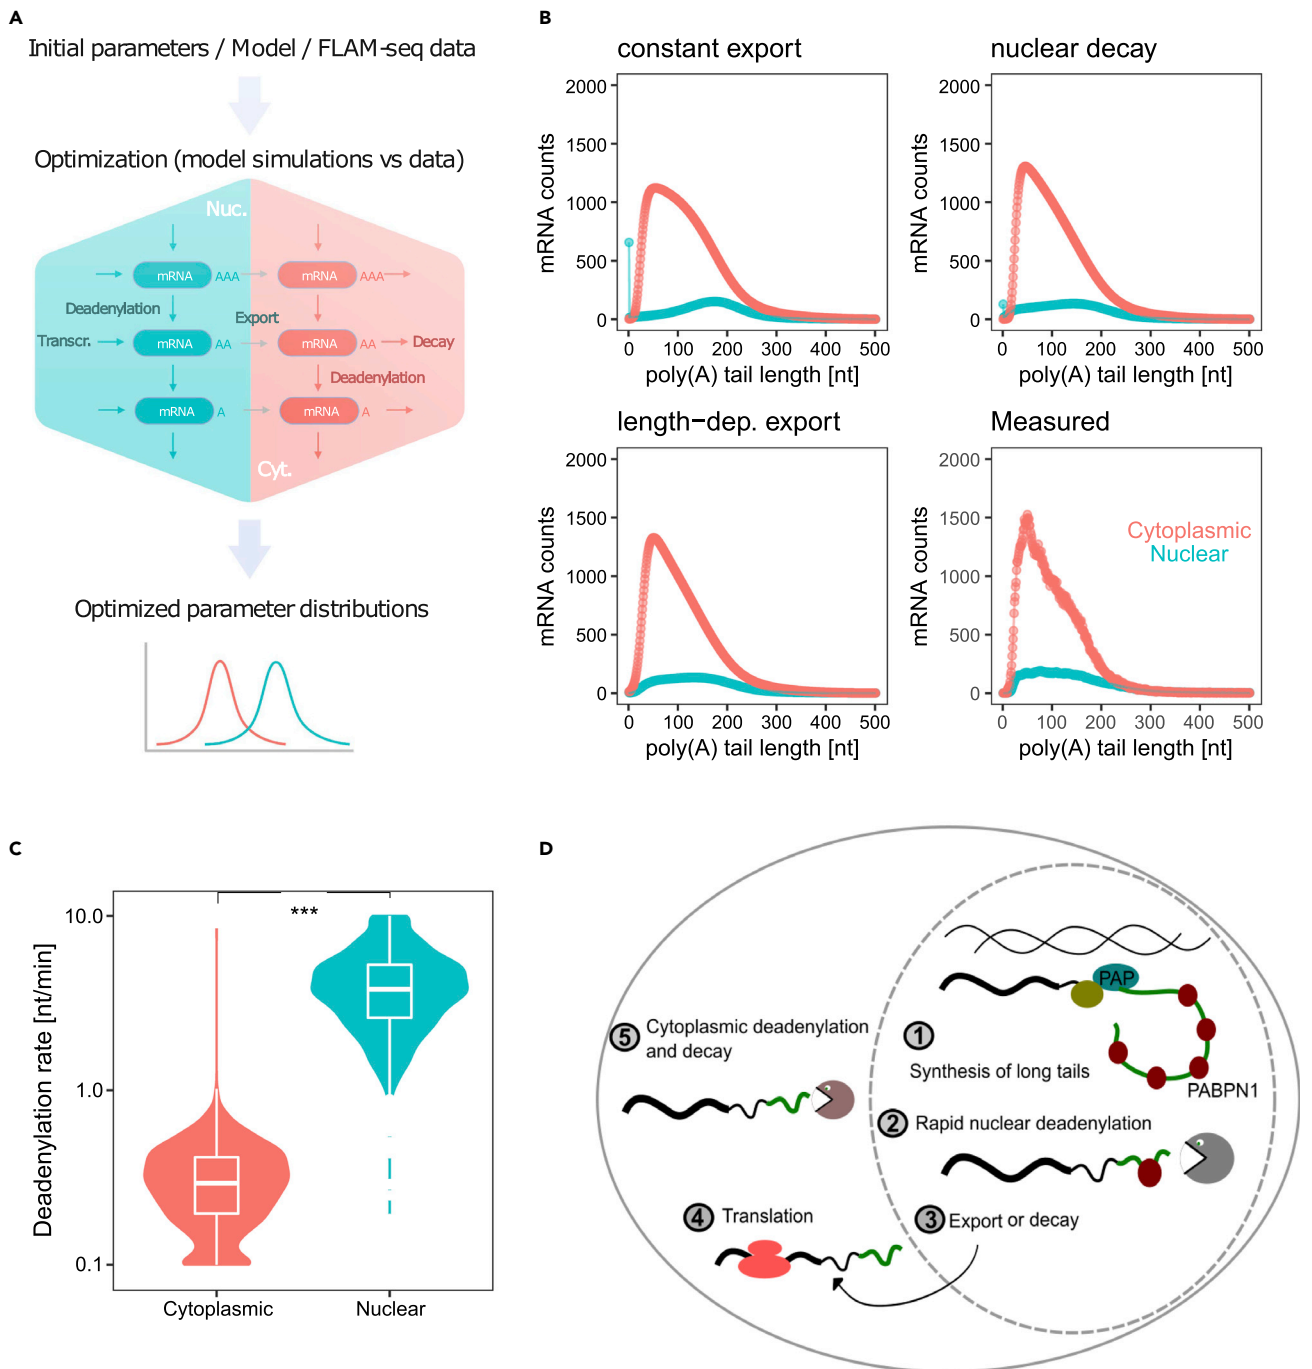 A
Initial parameters / Model / FLAM-seq data
Optimization (model simulations vs data)
Nuc.
mRNA AAA mRNA AAA
Deadenylation
Export
Transcr. mRNA AA mRNA AA Decay
Deadenylation
mRNA A mRNA A
Cyt.
Optimized parameter distributions
B
constant export
mRNA counts
2000
1500
1000
500
0
0 100 200 300 400 500
poly(A) tail length [nt]
nuclear decay
mRNA counts
2000
1500
1000
500
0
0 100 200 300 400 500
poly(A) tail length [nt]
length-dep. export
mRNA counts
2000
1500
1000
500
0
0 100 200 300 400 500
poly(A) tail length [nt]
Measured
mRNA counts
2000
1500
1000
500
0
Cytoplasmic
Nuclear
0 100 200 300 400 500
poly(A) tail length [nt]
C
Deadenylation rate [nt/min]
10.0
1.0
0.1
***
Cytoplasmic Nuclear
D
PAP
1
Synthesis of long tails
PABPN1
2 Rapid nuclear deadenylation
3 Export or decay
4 Translation
5 Cytoplasmic deadenylation
and decay